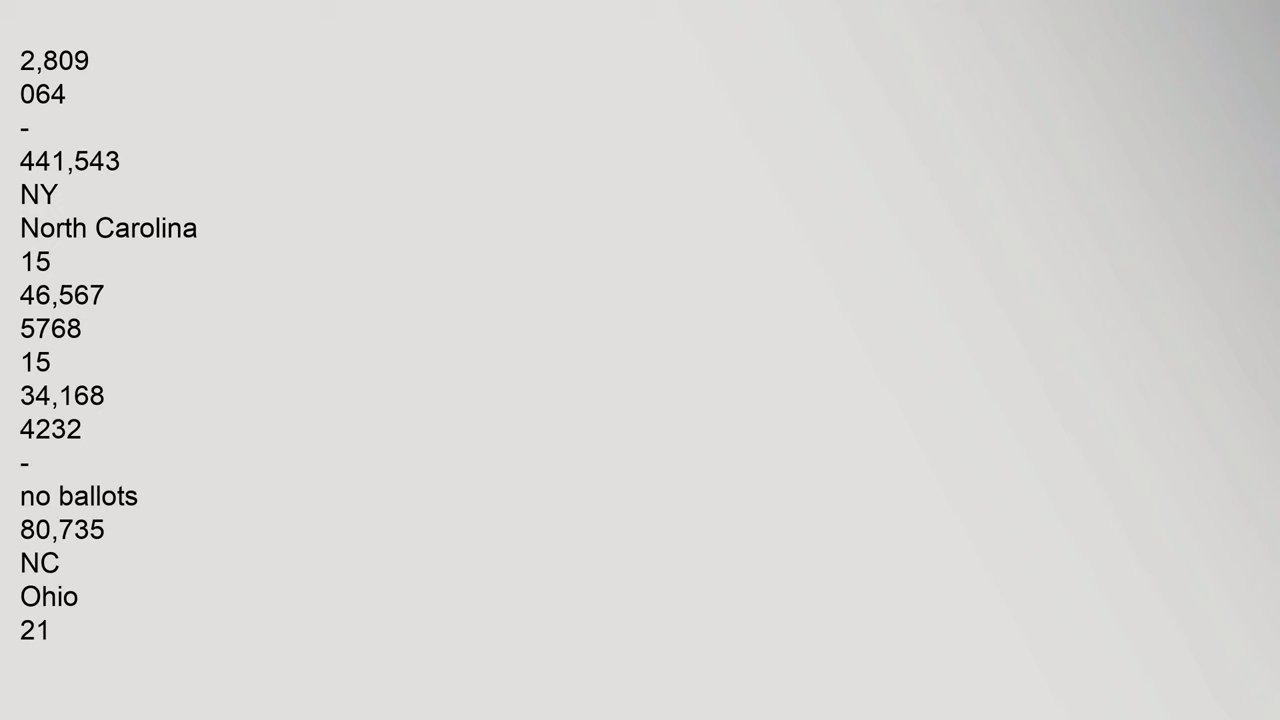 2,809
064
-
441,543
NY
North Carolina
15
46,567
5768
15
34,168
4232
-
no ballots
80,735
NC
Ohio
21